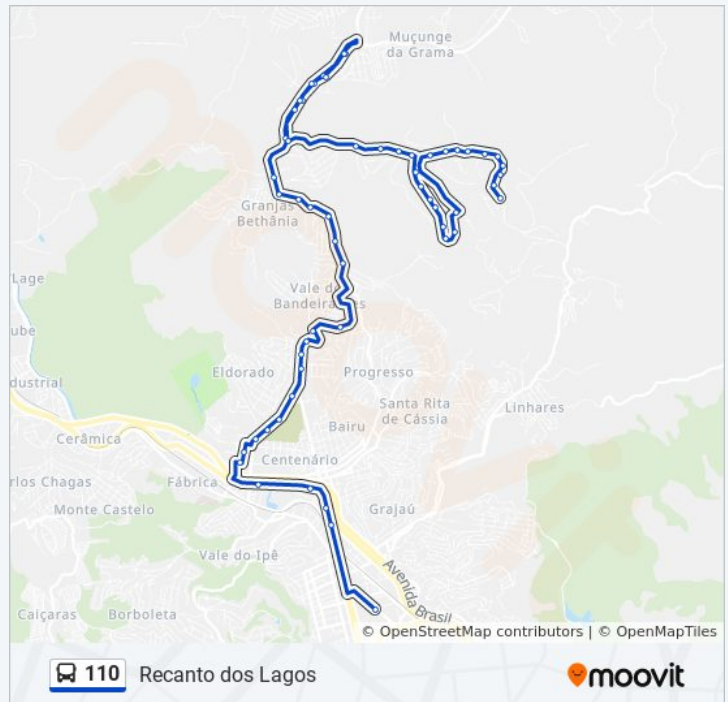 Muçunge
da Grama
Granjas
Bethânia
Lage
Vale de
Bandeirantes
ube
dustrial
Eldorado
Progresso
Santa Rita
de Cássia
Linhares
Bairu
Cerâmica
Centenário
rlos Chagas
Fábrica
Monte Castelo
Grajaú
Vale do Ipê
Avenida Brasil
Caiçaras
Borboleta
© OpenStreetMap contributors | © OpenMapTiles
110 Recanto dos Lagos
moovit